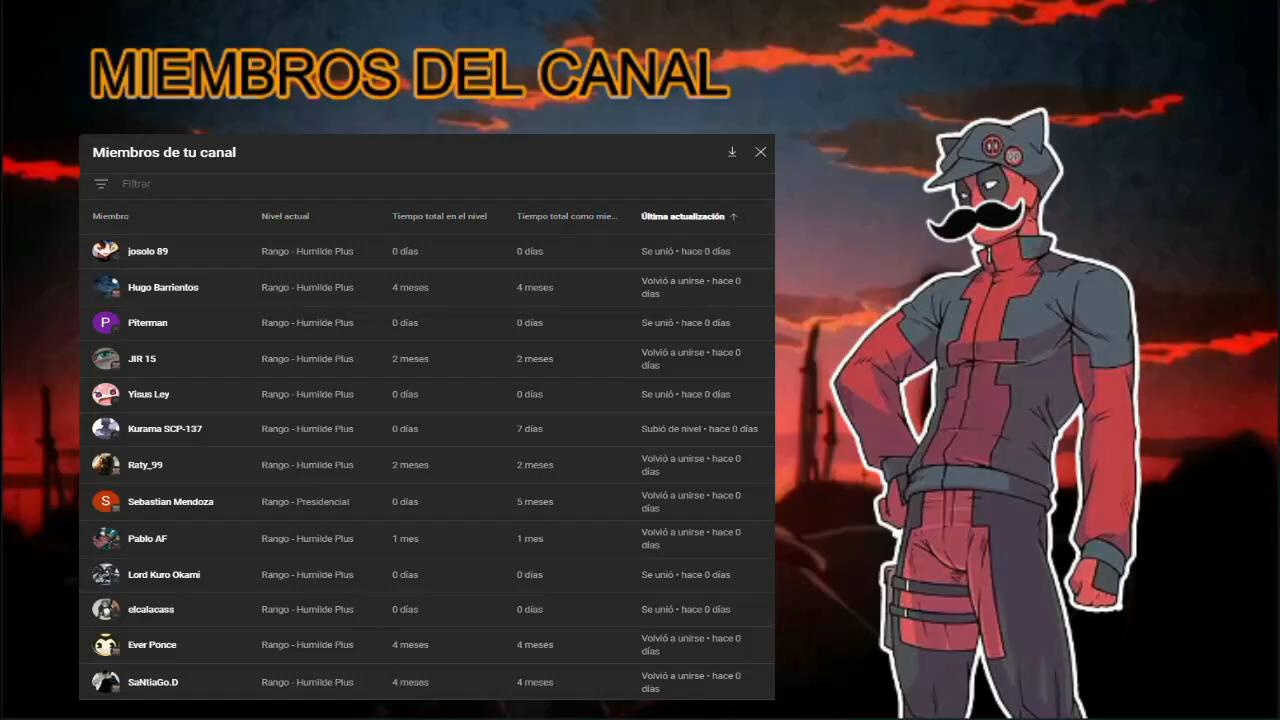 MIEMBROS DEL CANAL
Miembros de tu canal
Filtrar
Miembro Nivel actual Tiempo total en el nivel Tiempo total como mie... Última actualización
josolo 89 Rango - Humilde Plus 0 días 0 días Se unió • hace 0 días
Hugo Barrientos Rango - Humilde Plus 4 meses 4 meses Volvió a unirse • hace 0
días
P Piterman Rango - Humilde Plus 0 días 0 días Se unió • hace 0 días
JIR 15 Rango - Humilde Plus 2 meses 2 meses Volvió a unirse • hace 0
días
Yisus Ley Rango - Humilde Plus 0 días 0 días Se unió • hace 0 días
Kurama SCP-137 Rango - Humilde Plus 0 días 7 días Subió de nivel • hace 0 días
Raty_99 Rango - Humilde Plus 2 meses 2 meses Volvió a unirse • hace 0
días
S Sebastian Mendoza Rango - Presidencial 0 días 5 meses Volvió a unirse • hace 0
días
Pablo AF Rango - Humilde Plus 1 mes 1 mes Volvió a unirse • hace 0
días
Lord Kuro Okami Rango - Humilde Plus 0 días 0 días Se unió • hace 0 días
elcalacass Rango - Humilde Plus 0 días 0 días Se unió • hace 0 días
Ever Ponce Rango - Humilde Plus 4 meses 4 meses Volvió a unirse • hace 0
días
SaNtiaGo.D Rango - Humilde Plus 4 meses 4 meses Volvió a unirse • hace 0
días